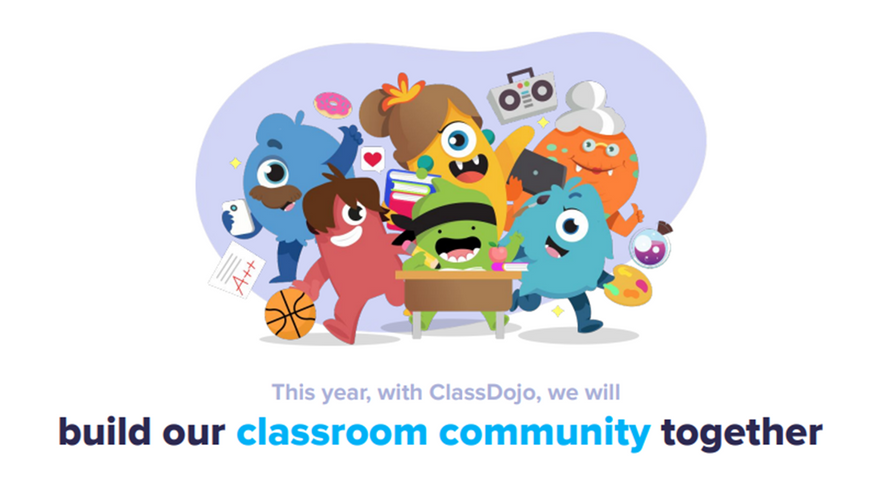 A++
This year, with ClassDojo, we will
build our classroom community together